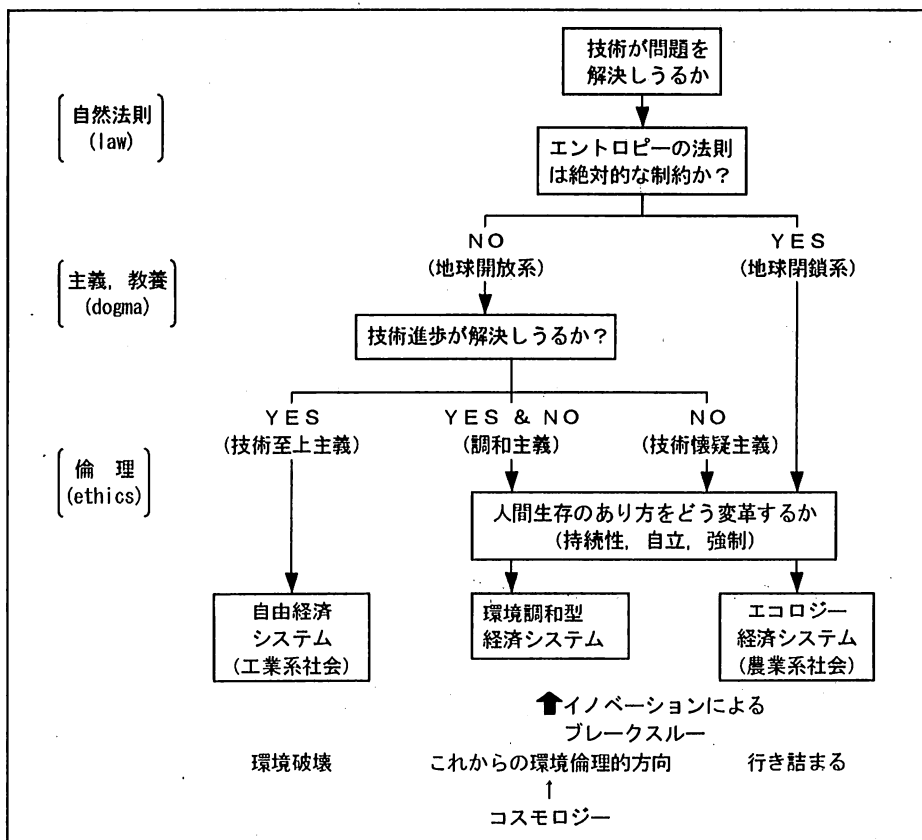 技術が問題を
解決しうるか
自然法則
(law)
エントロピーの法則
は絶対的な制約か？
NO
(地球開放系)
YES
(地球閉鎖系)
主義，教養
(dogma)
技術進歩が解決しうるか？
YES
(技術至上主義)
YES & NO
(調和主義)
NO
(技術懐疑主義)
倫理
(ethics)
人間生存のあり方をどう変革するか
(持続性，自立，強制)
自由経済
システム
(工業系社会)
環境調和型
経済システム
エコロジー
経済システム
(農業系社会)
イノベーションによる
ブレークスルー
環境破壊
これからの環境倫理的方向
行き詰まる
コスモロジー